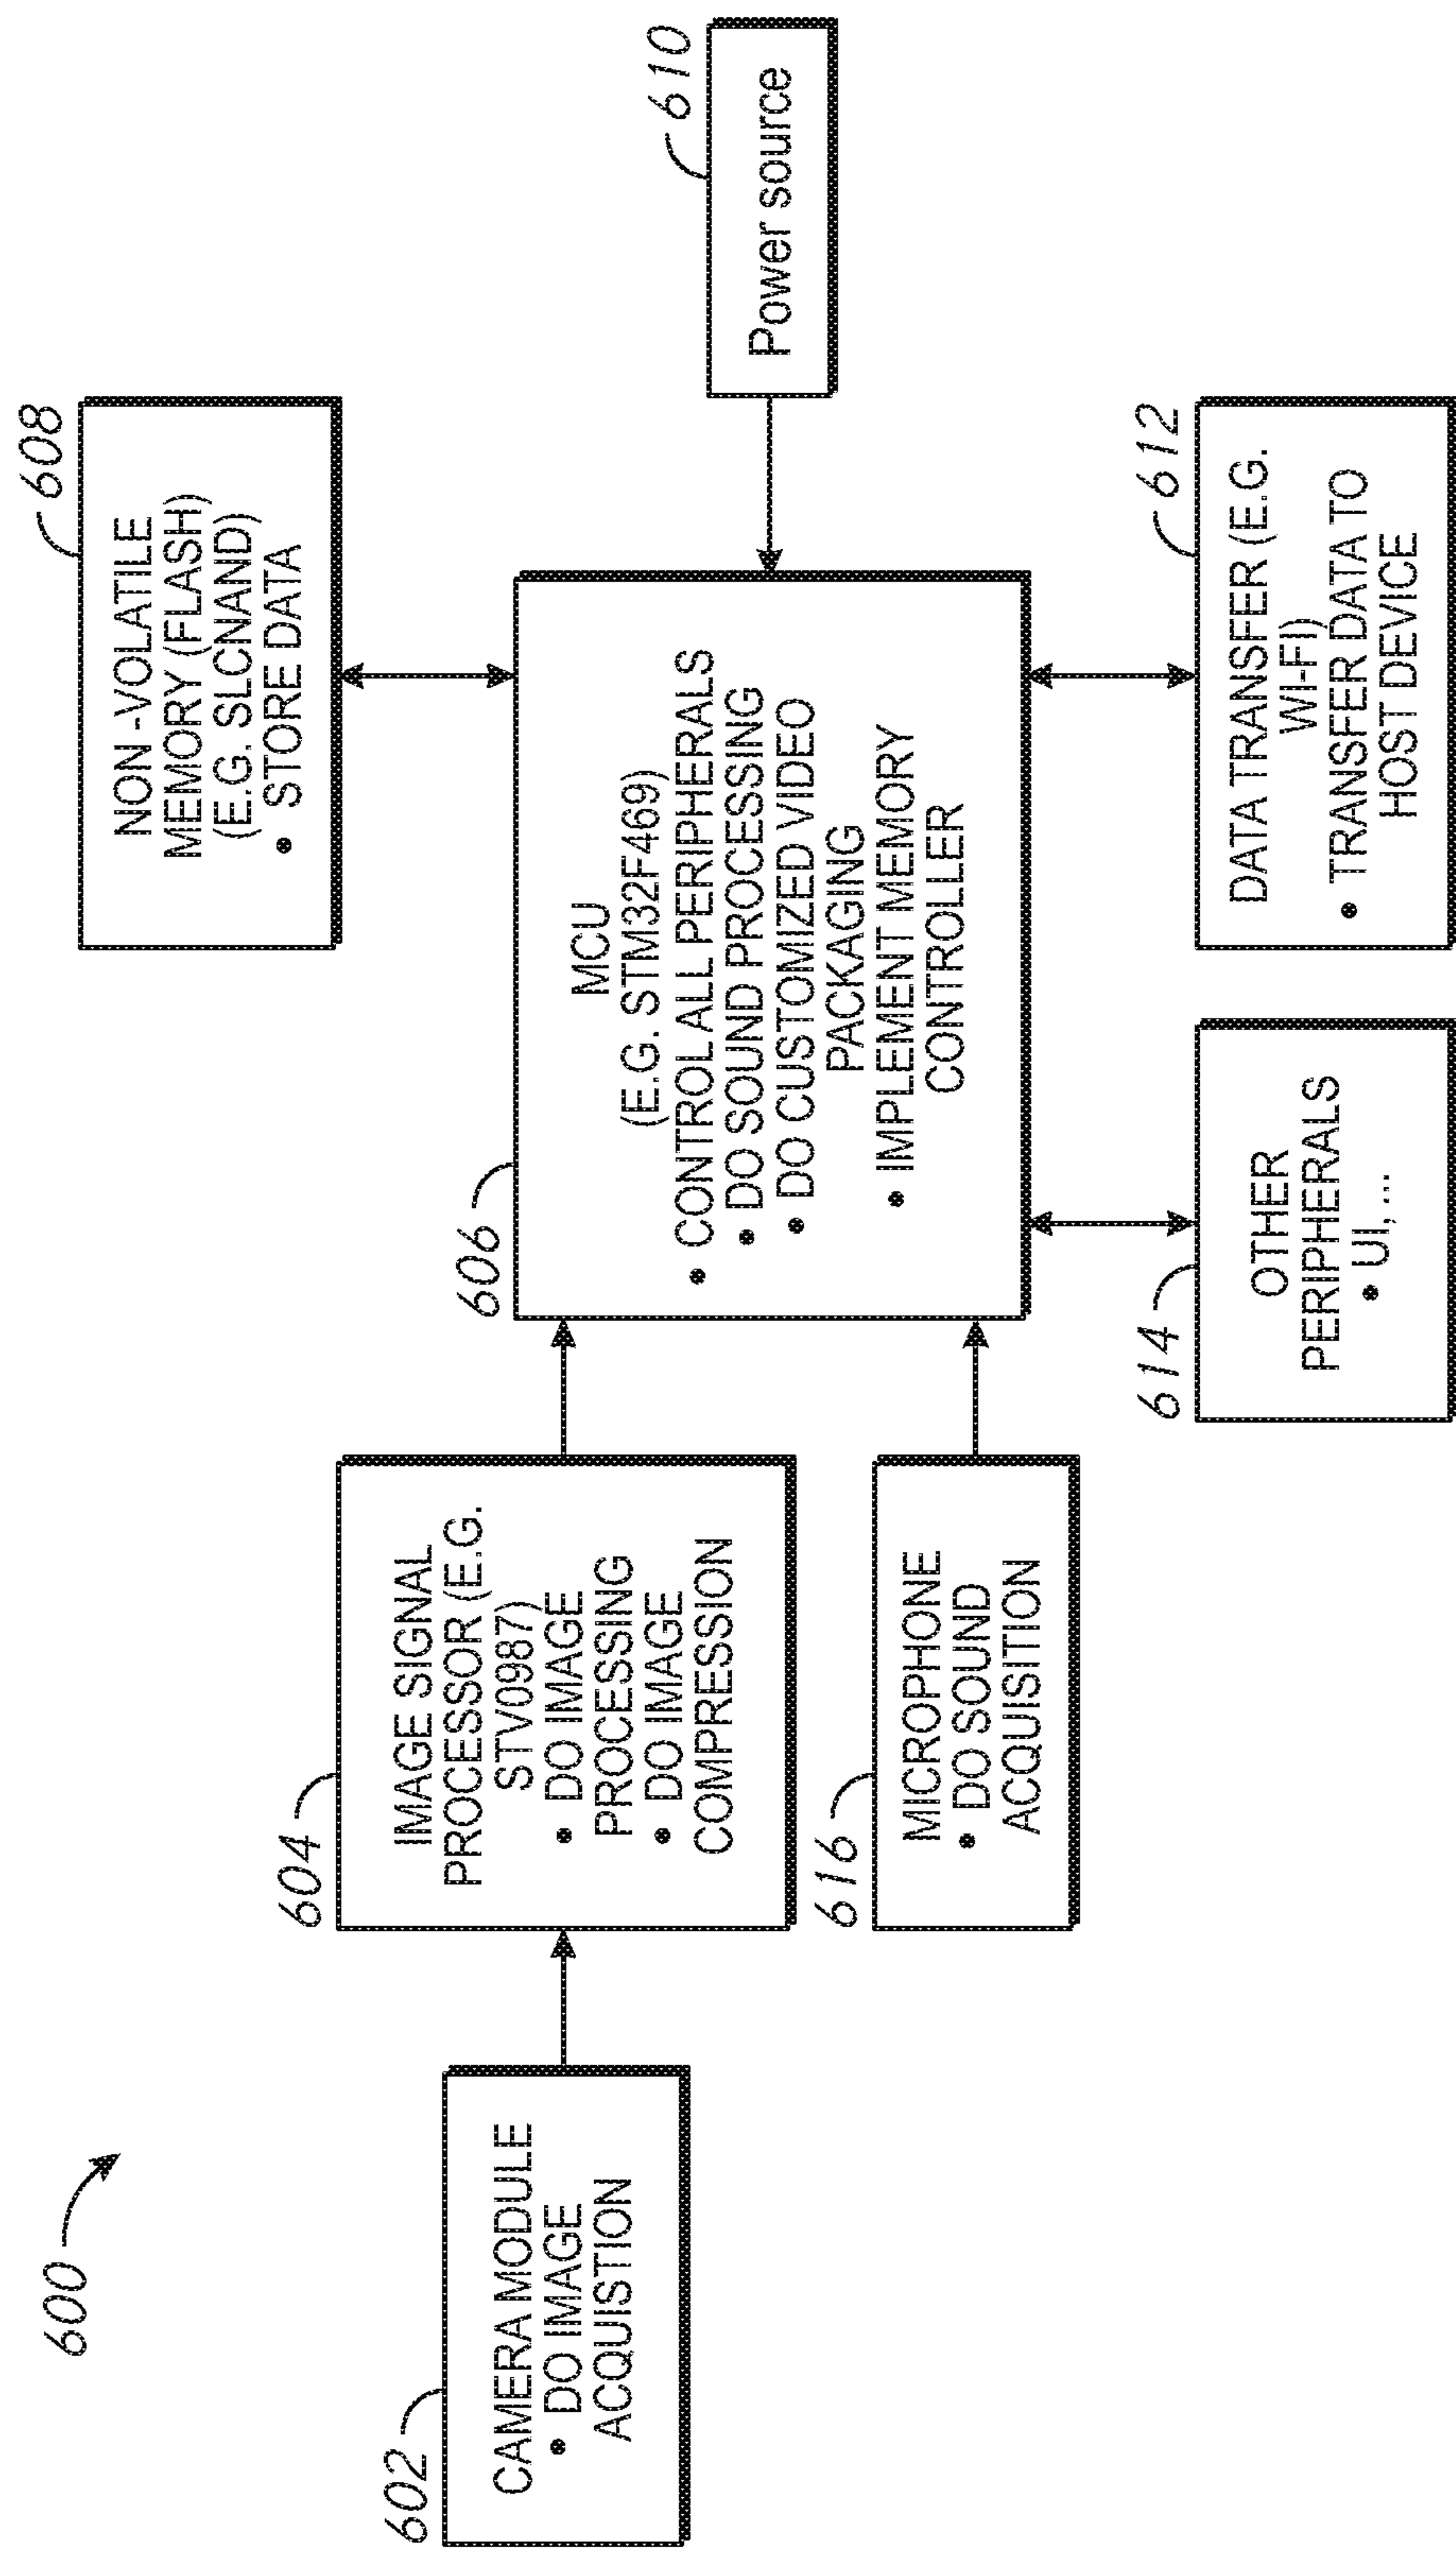 600
602
CAMERA MODULE
• DO IMAGE
ACQUISTION
604
IMAGE SIGNAL
PROCESSOR (E.G.
STV0987)
• DO IMAGE
PROCESSING
• DO IMAGE
COMPRESSION
616
MICROPHONE
• DO SOUND
ACQUISITION
606
MCU
(E.G. STM32F469)
• CONTROL ALL PERIPHERALS
• DO SOUND PROCESSING
• DO CUSTOMIZED VIDEO
PACKAGING
• IMPLEMENT MEMORY
CONTROLLER
608
NON -VOLATILE
MEMORY (FLASH)
(E.G. SLCNAND)
• STORE DATA
610
Power source
614
OTHER
PERIPHERALS
• UI,...
612
DATA TRANSFER (E.G.
WI-FI)
• TRANSFER DATA TO
HOST DEVICE